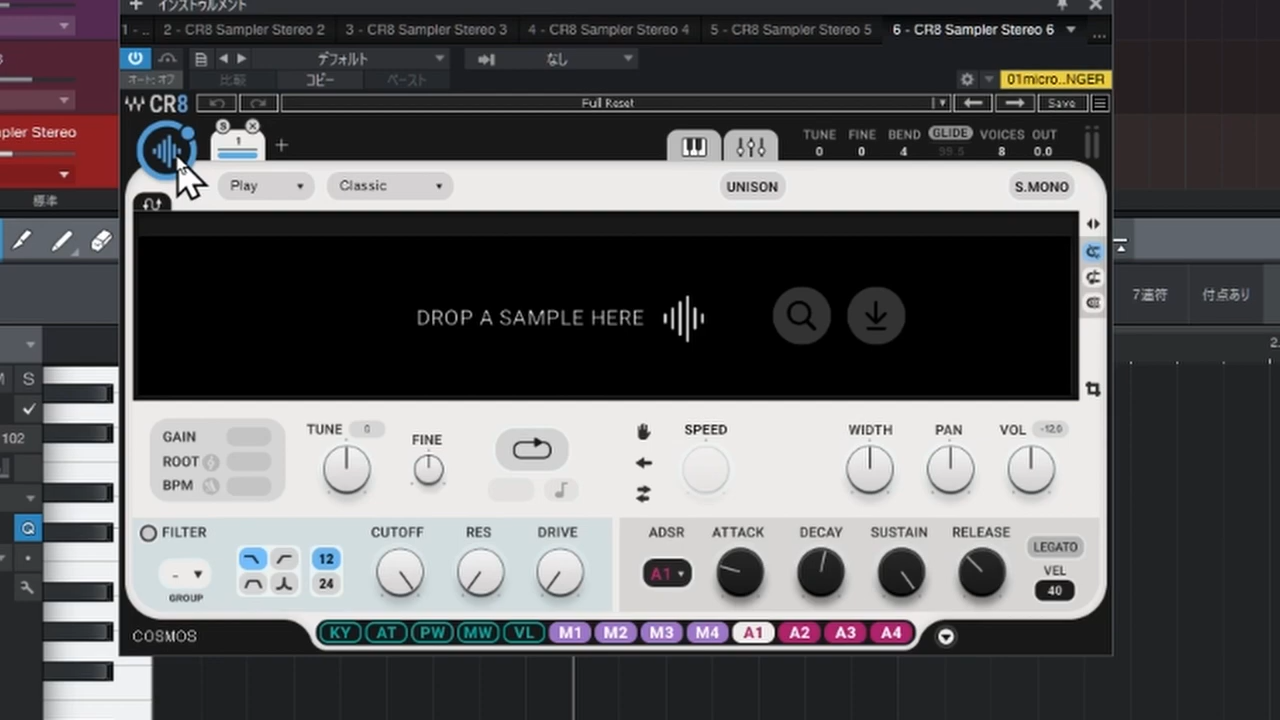 インストゥルメント
1 - ..
2 - CR8 Sampler Stereo 2
3 - CR8 Sampler Stereo 3
4 - CR8 Sampler Stereo 4
5 - CR8 Sampler Stereo 5
6 - CR8 Sampler Stereo 6
...
デフォルト
なし
オート: オフ
比較
コピー
ペースト
01micro..NGER
CR8
Full Reset
Save
pler Stereo
標準
S
X
1
+
TUNE
FINE
BEND
GLIDE
VOICES
OUT
0
0
4
99.5
8
0.0
Play
Classic
UNISON
S.MONO
DROP A SAMPLE HERE
7連符
付点あり
2.
M
S
102
Q
GAIN
ROOT
BPM
TUNE
0
FINE
SPEED
WIDTH
PAN
VOL
-12.0
FILTER
-
GROUP
12
24
CUTOFF
RES
DRIVE
ADSR
A1
ATTACK
DECAY
SUSTAIN
RELEASE
LEGATO
VEL
40
COSMOS
KY
AT
PW
MW
VL
M1
M2
M3
M4
A1
A2
A3
A4